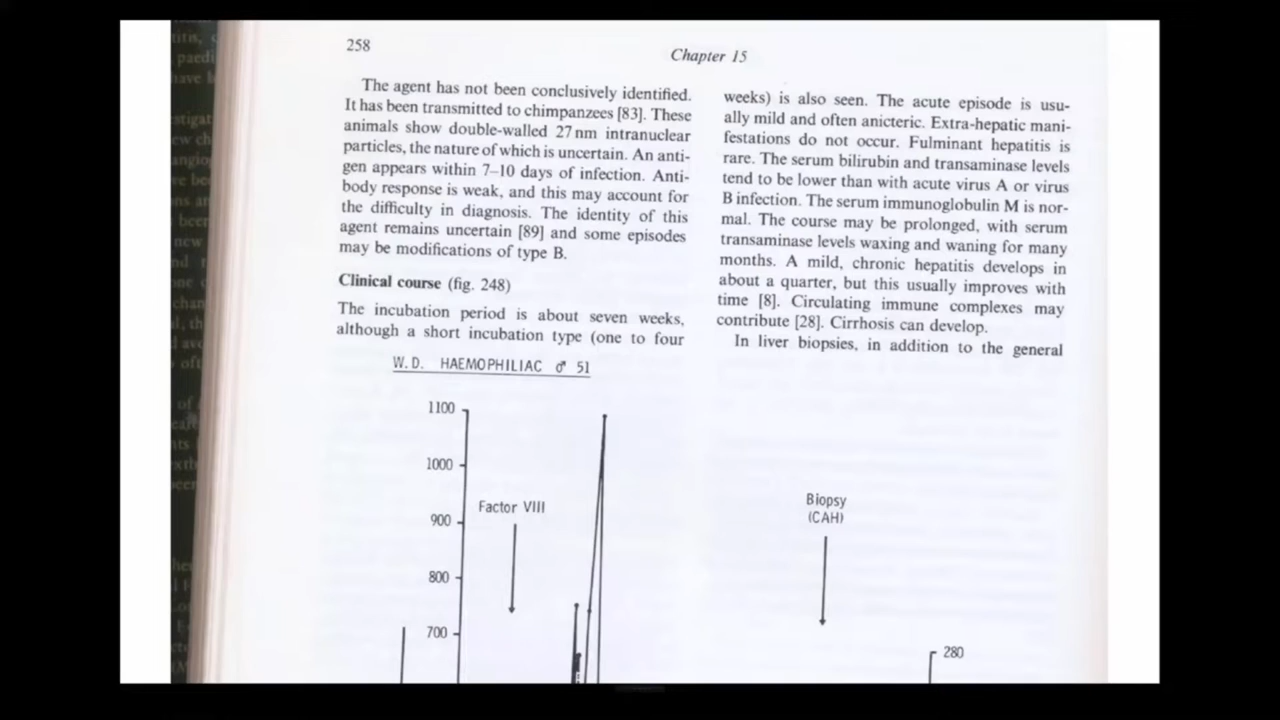 258
Chapter 15
The agent has not been conclusively identified.
It has been transmitted to chimpanzees [83]. These
animals show double-walled 27 nm intranuclear
particles, the nature of which is uncertain. An anti-
gen appears within 7–10 days of infection. Anti-
body response is weak, and this may account for
the difficulty in diagnosis. The identity of this
agent remains uncertain [89] and some episodes
may be modifications of type B.
Clinical course (fig. 248)
The incubation period is about seven weeks,
although a short incubation type (one to four
weeks) is also seen. The acute episode is usu-
ally mild and often anicteric. Extra-hepatic mani-
festations do not occur. Fulminant hepatitis is
rare. The serum bilirubin and transaminase levels
tend to be lower than with acute virus A or virus
B infection. The serum immunoglobulin M is nor-
mal. The course may be prolonged, with serum
transaminase levels waxing and waning for many
months. A mild, chronic hepatitis develops in
about a quarter, but this usually improves with
time [8]. Circulating immune complexes may
contribute [28]. Cirrhosis can develop.
In liver biopsies, in addition to the general
W.D. HAEMOPHILIAC ♂ 51
1100
1000
900
800
700
Factor VIII
Biopsy
(CAH)
280